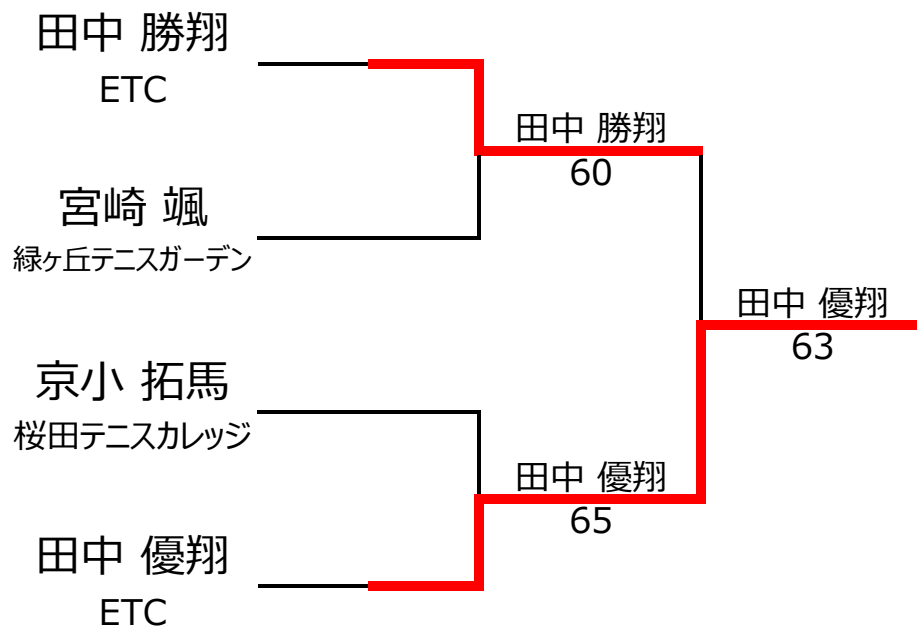 田中 勝翔
ETC
田中 勝翔
60
宮崎 颯
緑ヶ丘テニスガーデン
田中 優翔
63
京小 拓馬
桜田テニスカレッジ
田中 優翔
65
田中 優翔
ETC